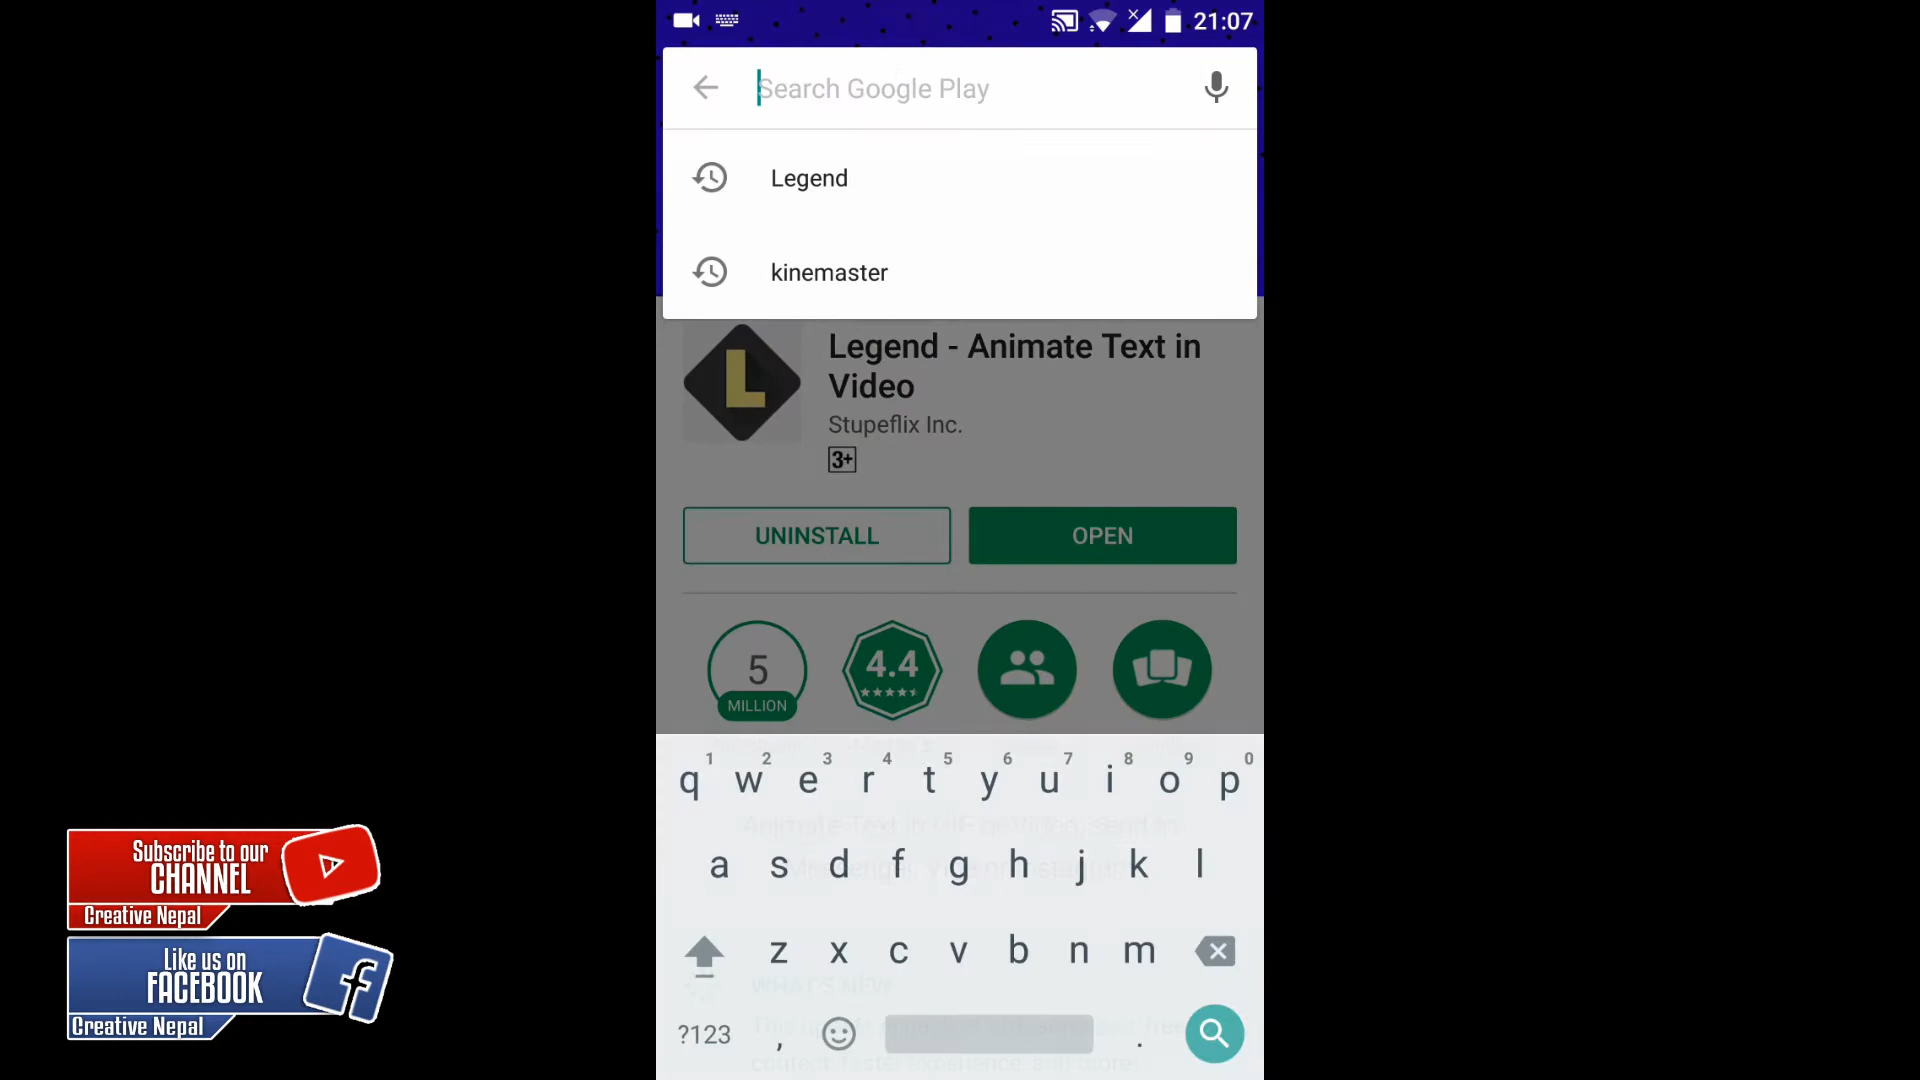 21:07
Search Google Play
Legend
kinemaster
Legend - Animate Text in
Video
Stupeflix Inc.
3+
UNINSTALL
OPEN
5
MILLION
4.4
1 2 3 4 5 6 7 8 9 0
q w e r t y u i o p
a s d f g h j k l
z x c v b n m
WHAT'S NEW
?123 , .
Subscribe to our
CHANNEL
Creative Nepal
Like us on
FACEBOOK
Creative Nepal